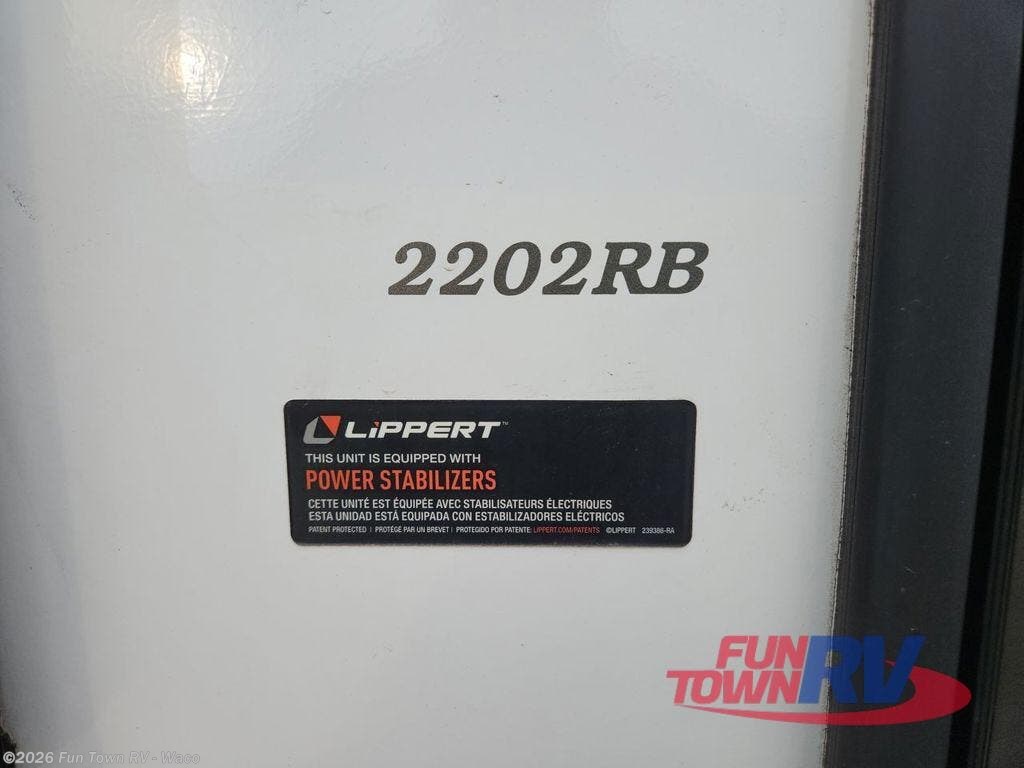 2202RB
LiPPERT™
THIS UNIT IS EQUIPPED WITH
POWER STABILIZERS
CETTE UNITÉ EST ÉQUIPÉE AVEC STABILISATEURS ÉLECTRIQUES
ESTA UNIDAD ESTÁ EQUIPADA CON ESTABILIZADORES ELÉCTRICOS
PATENT PROTECTED | PROTÉGÉ PAR UN BREVET | PROTEGIDO POR PATENTE: LIPPERT.COM/PATENTS ©LIPPERT 239386-RA
FUN
TOWN RV
©2026 Fun Town RV - Waco